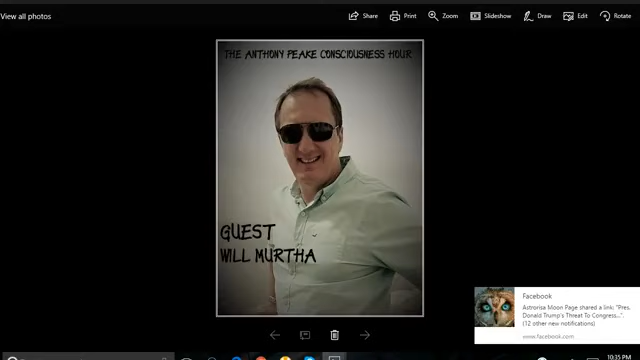 View all photos
Share
Print
Zoom
Slideshow
Draw
Edit
Rotate
THE ANTHONY PEAKE CONSCIOUSNESS HOUR
GUEST
WILL MURTHA
Facebook
Astrorisa Moon Page shared a link: "Pres.
Donald Trump's Threat To Congress...".
(12 other new notifications)
www.facebook.com
10:35 PM